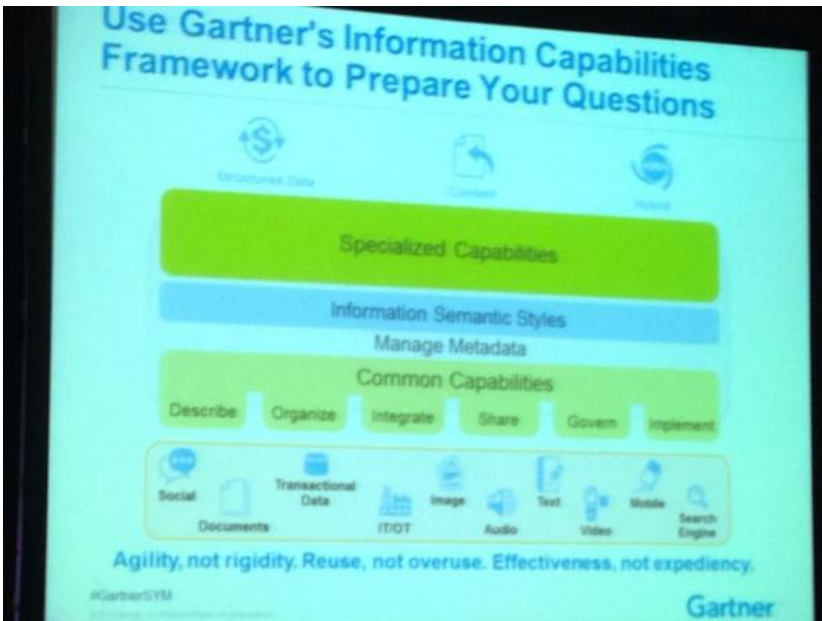 Use Gartner's Information Capabilities
Framework to Prepare Your Questions
Structured Data
Content
Hybrid
Specialized Capabilities
Information Semantic Styles
Manage Metadata
Common Capabilities
Describe
Organize
Integrate
Share
Govern
Implement
Social
Documents
Transactional
Data
IT/OT
Image
Audio
Text
Video
Mobile
Search
Engine
Agility, not rigidity. Reuse, not overuse. Effectiveness, not expediency.
#GartnerSYM
Gartner